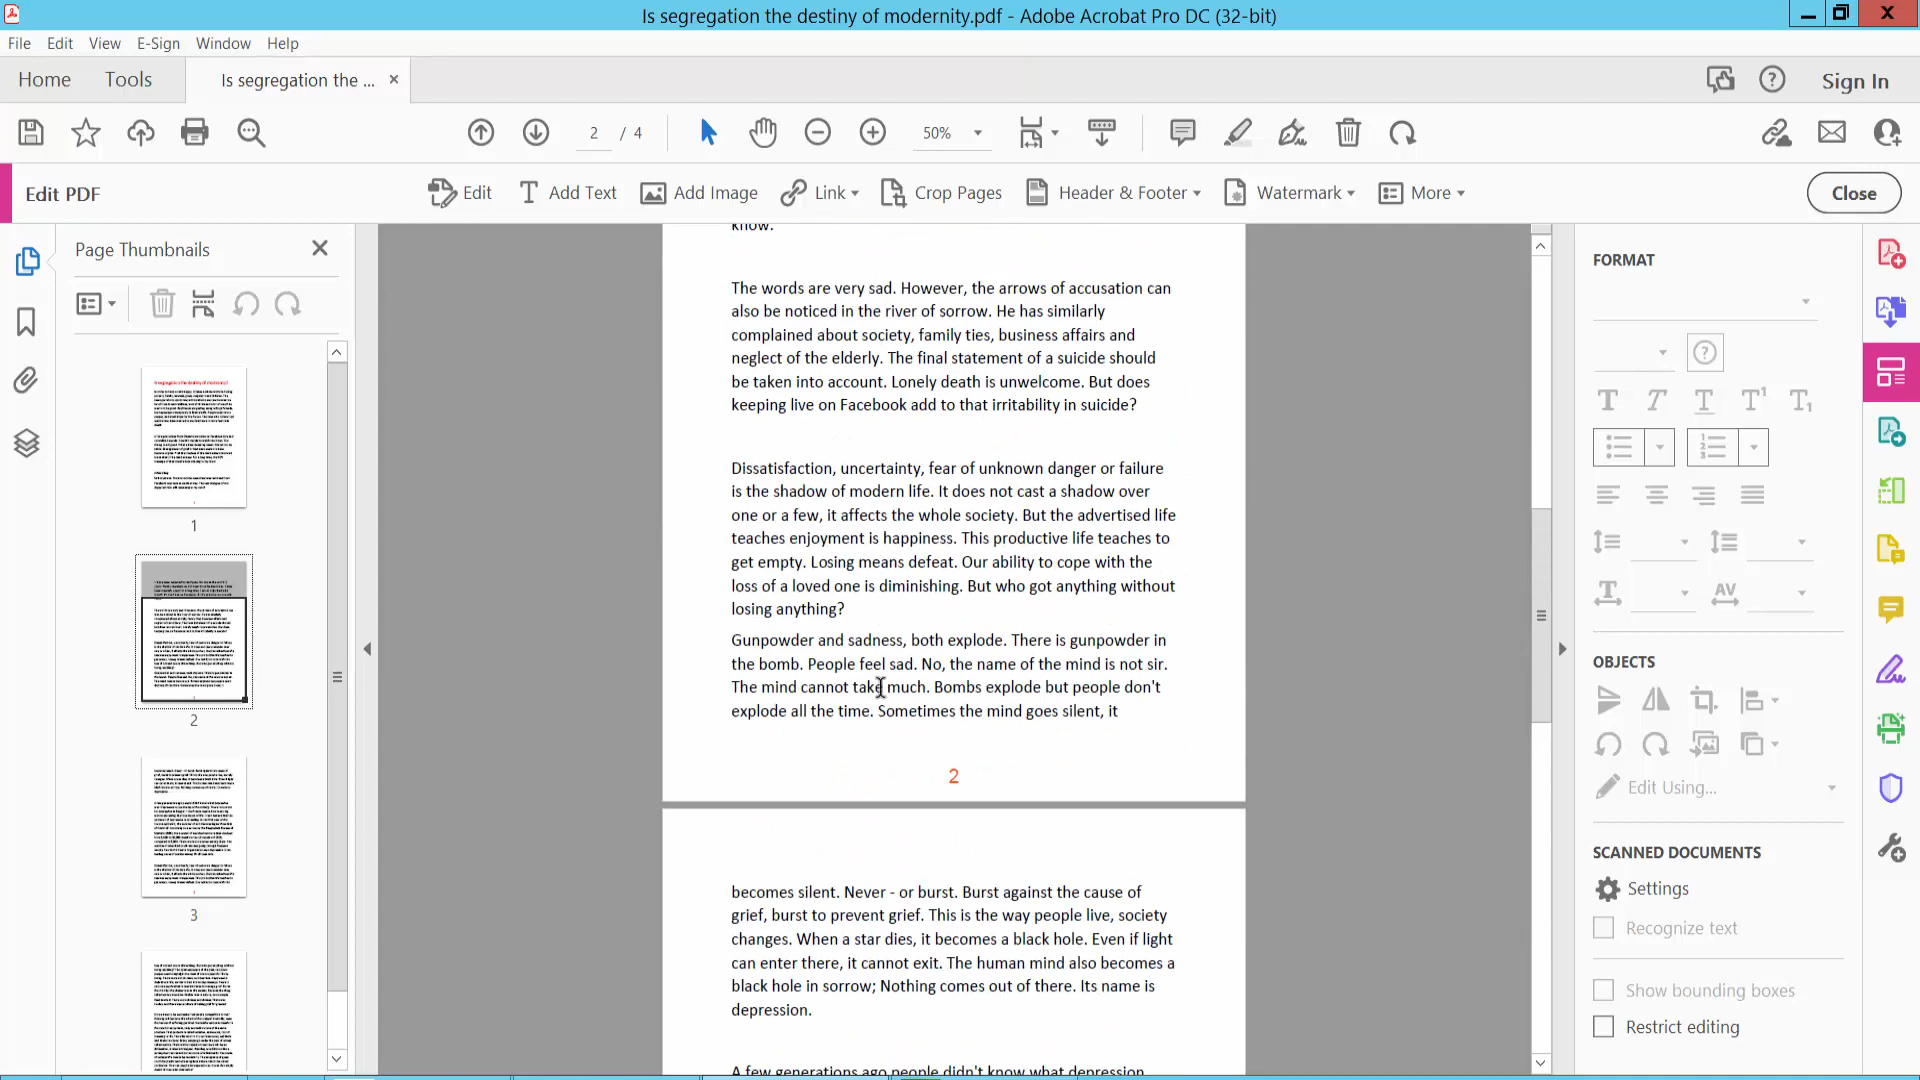 Is segregation the destiny of modernity.pdf - Adobe Acrobat Pro DC (32-bit)
File Edit View E-Sign Window Help
Home Tools Is segregation the ... × Sign In
2 / 4 50%
Edit PDF Edit Add Text Add Image Link Crop Pages Header & Footer Watermark More Close
Page Thumbnails
1
2
3
know.
The words are very sad. However, the arrows of accusation can
also be noticed in the river of sorrow. He has similarly
complained about society, family ties, business affairs and
neglect of the elderly. The final statement of a suicide should
be taken into account. Lonely death is unwelcome. But does
keeping live on Facebook add to that irritability in suicide?
Dissatisfaction, uncertainty, fear of unknown danger or failure
is the shadow of modern life. It does not cast a shadow over
one or a few, it affects the whole society. But the advertised life
teaches enjoyment is happiness. This productive life teaches to
get empty. Losing means defeat. Our ability to cope with the
loss of a loved one is diminishing. But who got anything without
losing anything?
Gunpowder and sadness, both explode. There is gunpowder in
the bomb. People feel sad. No, the name of the mind is not sir.
The mind cannot take much. Bombs explode but people don't
explode all the time. Sometimes the mind goes silent, it
2
becomes silent. Never - or burst. Burst against the cause of
grief, burst to prevent grief. This is the way people live, society
changes. When a star dies, it becomes a black hole. Even if light
can enter there, it cannot exit. The human mind also becomes a
black hole in sorrow; Nothing comes out of there. Its name is
depression.
A few generations ago people didn't know what depression
FORMAT
OBJECTS
Edit Using...
SCANNED DOCUMENTS
Settings
Recognize text
Show bounding boxes
Restrict editing